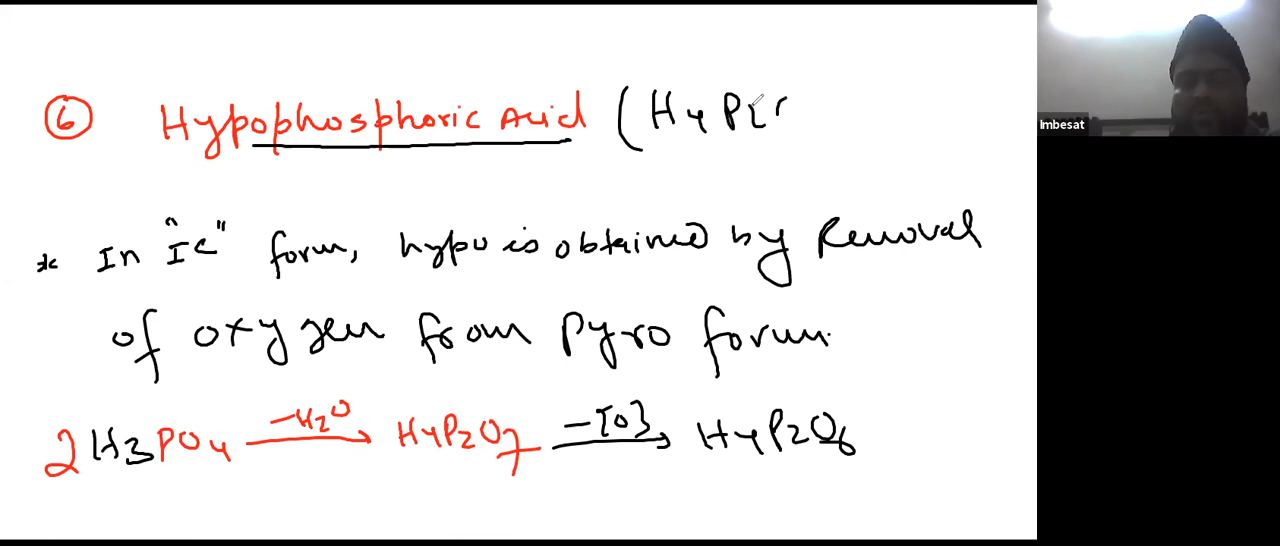 6 Hypophosphoric Acid (H4P2
Imbesat
* In "Ic" form, hypo is obtained by Removal
of oxygen from pyro form.
2H3PO4 -H2O → H4P2O7 -[O] → H4P2O6